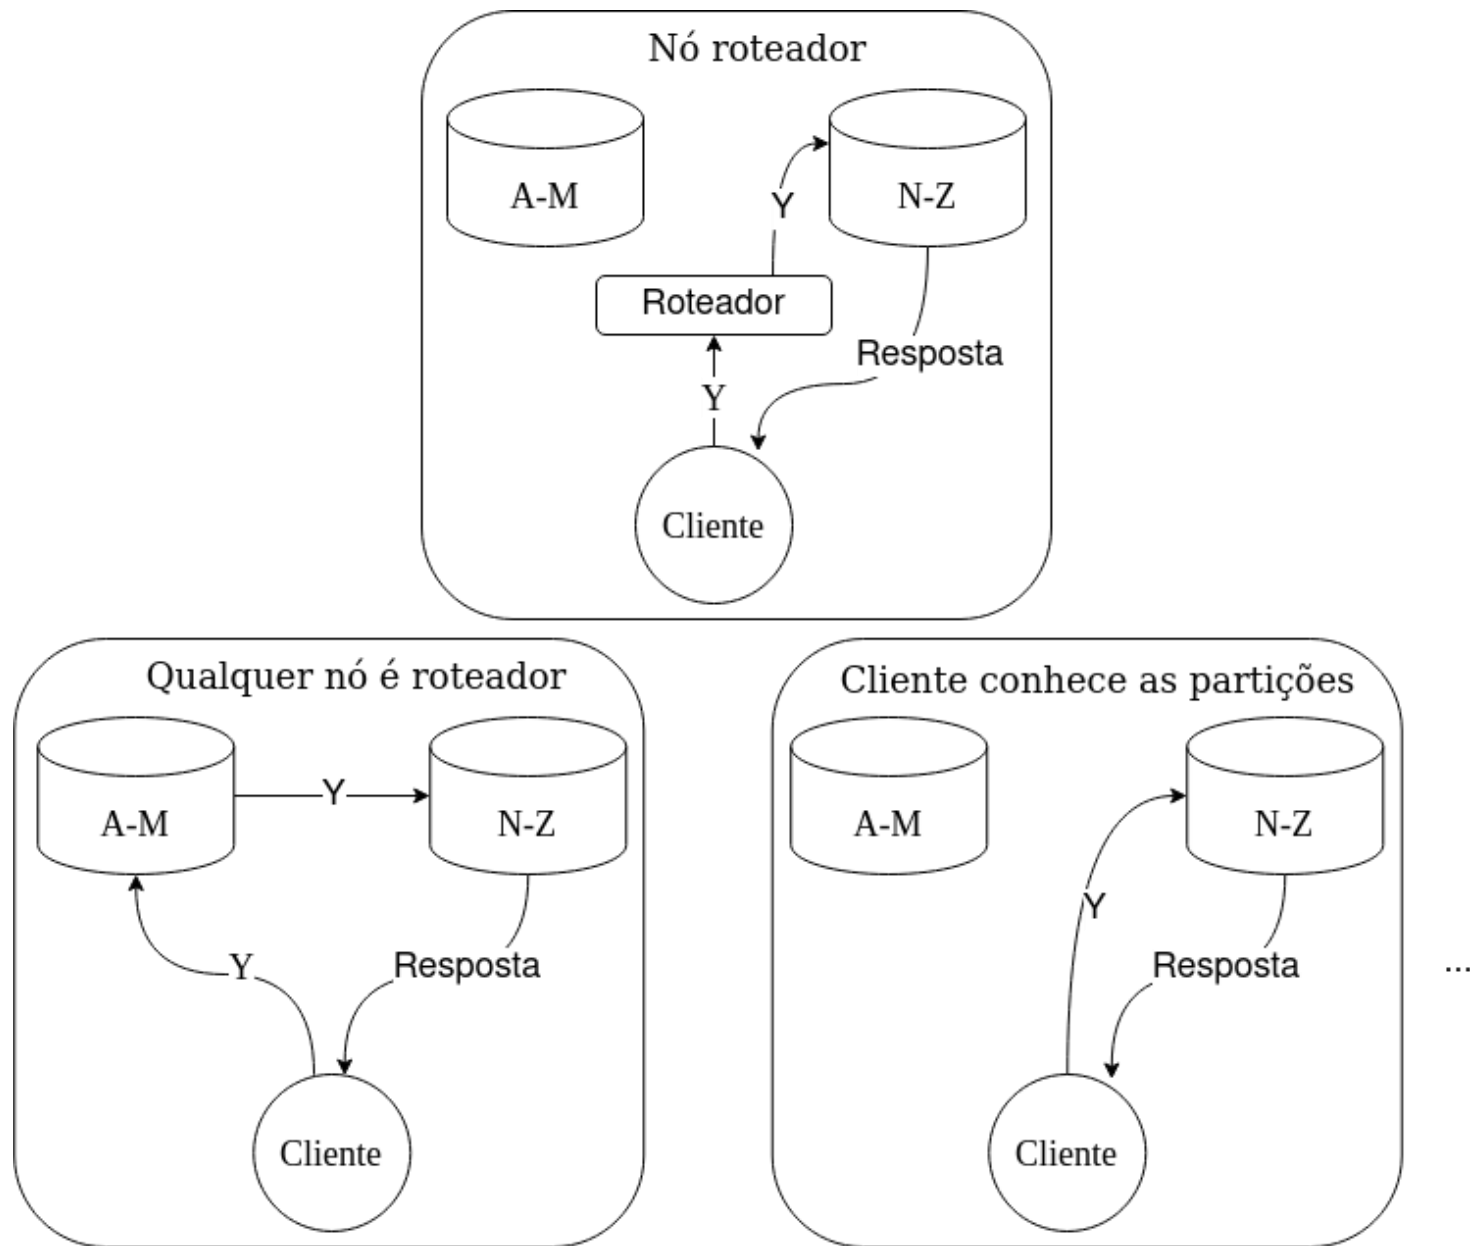 Nó roteador
A-M
N-Z
Y
Roteador
Resposta
Y
Cliente
Qualquer nó é roteador
A-M
Y
N-Z
Y
Resposta
Cliente
Cliente conhece as partições
A-M
N-Z
Y
Resposta
Cliente
...